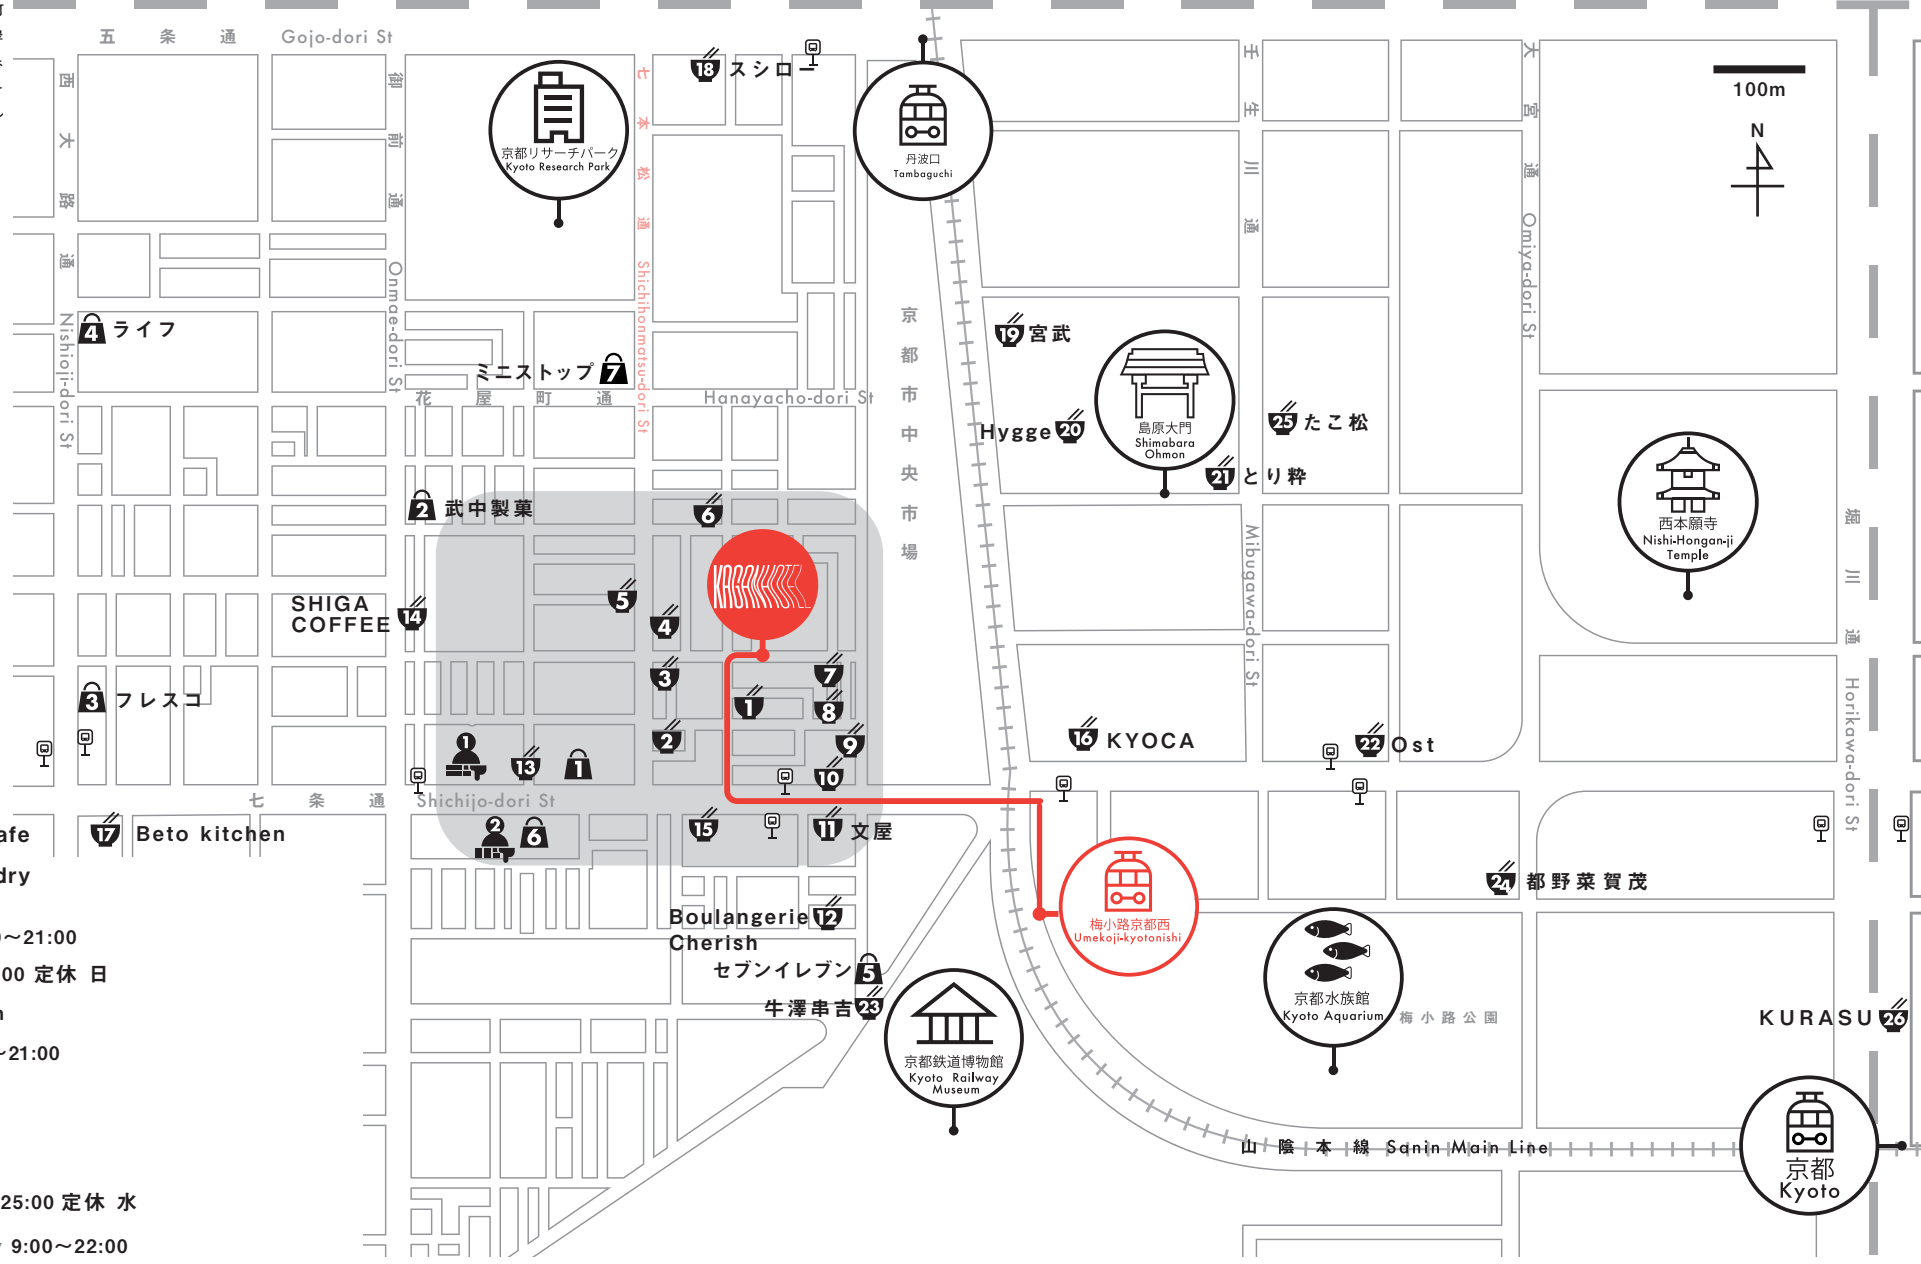 五条通 Gojo-dori St
西大路通
Nishioji-dori St
御前通
Onmae-dori St
七本松通
Shichihonmatsu-dori St
18 スシロー
京都リサーチパーク
Kyoto Research Park
丹波口
Tambaguchi
壬生川通
Mibugawa-dori St
大宮通
Omiya-dori St
100m
N
4 ライフ
ミニストップ 7
花屋町通 Hanayacho-dori St
京都市中央市場
19 宮武
Hygge 20
島原大門
Shimabara
Ohmon
25 たこ松
21 とり粋
西本願寺
Nishi-Hongan-ji
Temple
堀川通
Horikawa-dori St
2 武中製菓
6
KAGANHOTEL
5
4
SHIGA
COFFEE 14
3
7
1
8
3 フレスコ
2
9
1
13
1
10
16 KYOCA
22 Ost
七条通 Shichijo-dori St
17 Beto kitchen
2
6
15
11 文屋
24 都野菜賀茂
梅小路京都西
Umekoji-kyotonishi
Boulangerie 12
Cherish
セブンイレブン 5
牛澤串吉 23
京都鉄道博物館
Kyoto Railway
Museum
京都水族館
Kyoto Aquarium
梅小路公園
KURASU 26
山陰本線 Sanin Main Line
京都
Kyoto
afe
dry
～21:00
00 定休 日
～21:00
25:00 定休 水
9:00～22:00